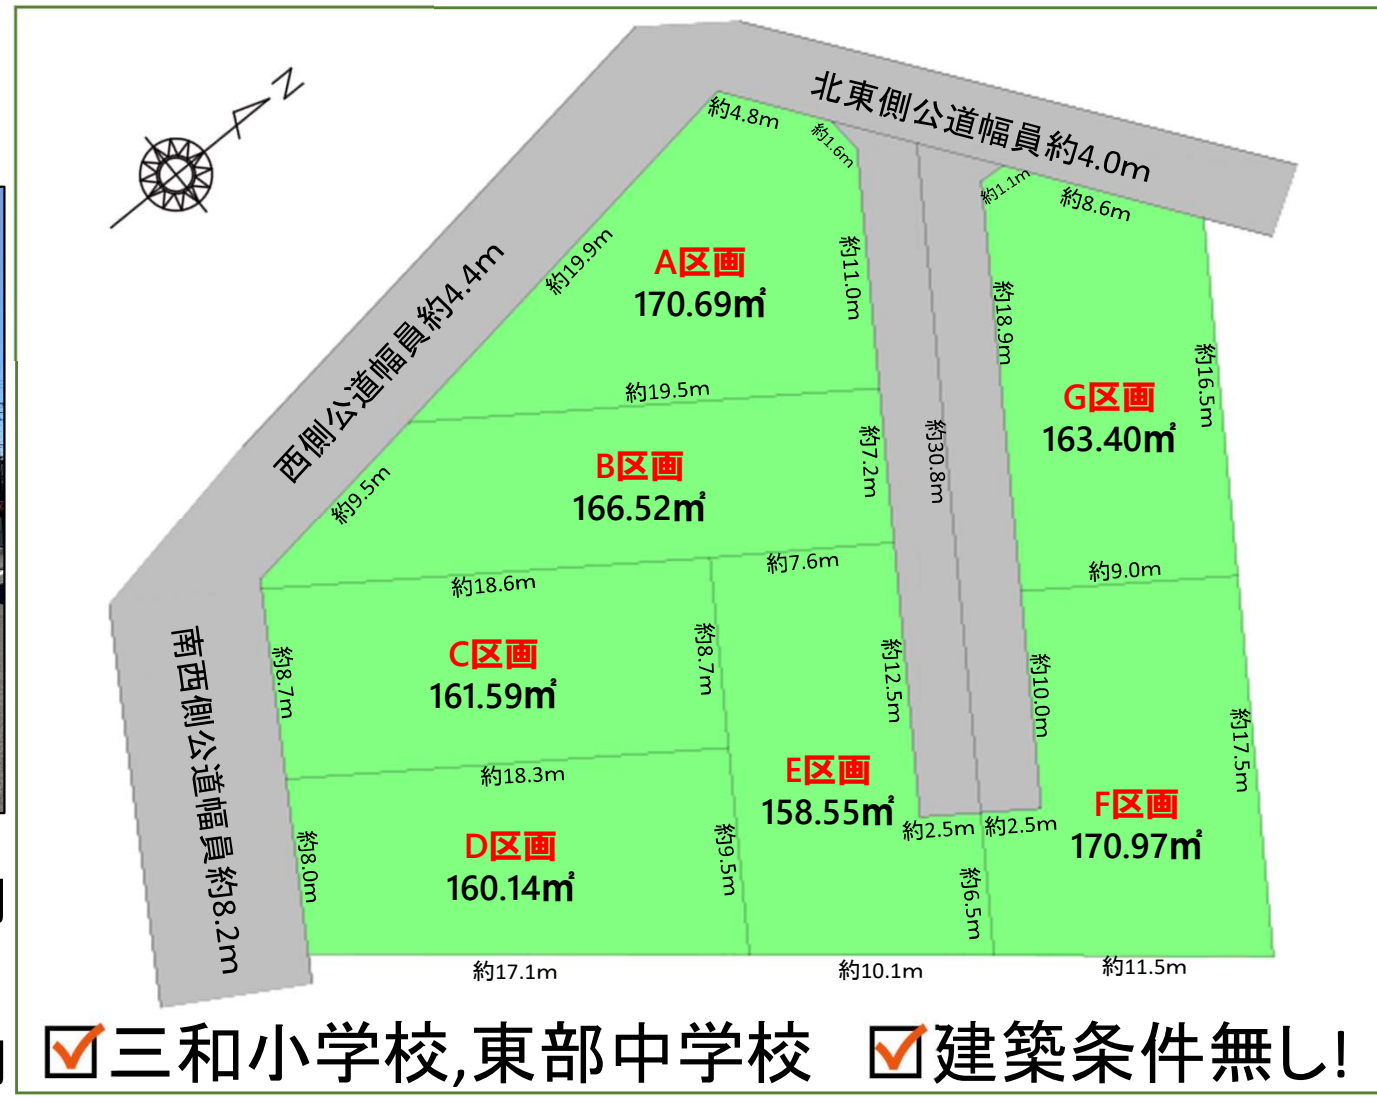 N
北東側公道幅員約4.0m
約4.8m
約1.6m
約1.1m
約8.6m
西側公道幅員約4.4m
約19.9m
A区画
170.69㎡
約11.0m
約18.9m
約16.5m
約19.5m
G区画
163.40㎡
約9.5m
B区画
166.52㎡
約7.2m
約30.8m
約18.6m
約7.6m
約9.0m
南西側公道幅員約8.2m
約8.7m
C区画
161.59㎡
約8.7m
約12.5m
約10.0m
約17.5m
約18.3m
E区画
158.55㎡
約2.5m
約2.5m
F区画
170.97㎡
約8.0m
D区画
160.14㎡
約9.5m
約6.5m
約17.1m
約10.1m
約11.5m
三和小学校,東部中学校
建築条件無し!